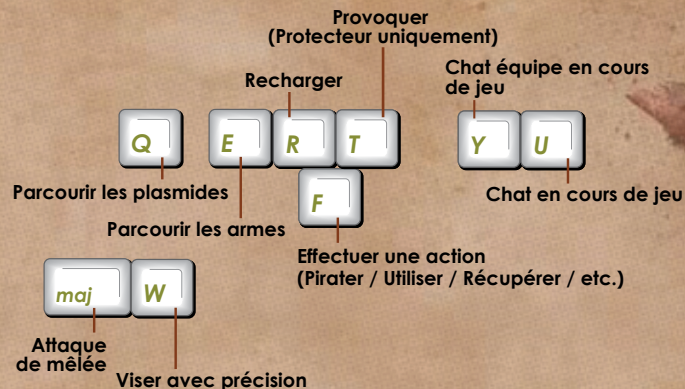 Provoquer
(Protecteur uniquement)
Recharger
Chat équipe en cours
de jeu
Q
E
R
T
Y
U
Parcourir les plasmides
F
Chat en cours de jeu
Parcourir les armes
Effectuer une action
(Pirater / Utiliser / Récupérer / etc.)
maj
W
Attaque
de mêlée
Viser avec précision